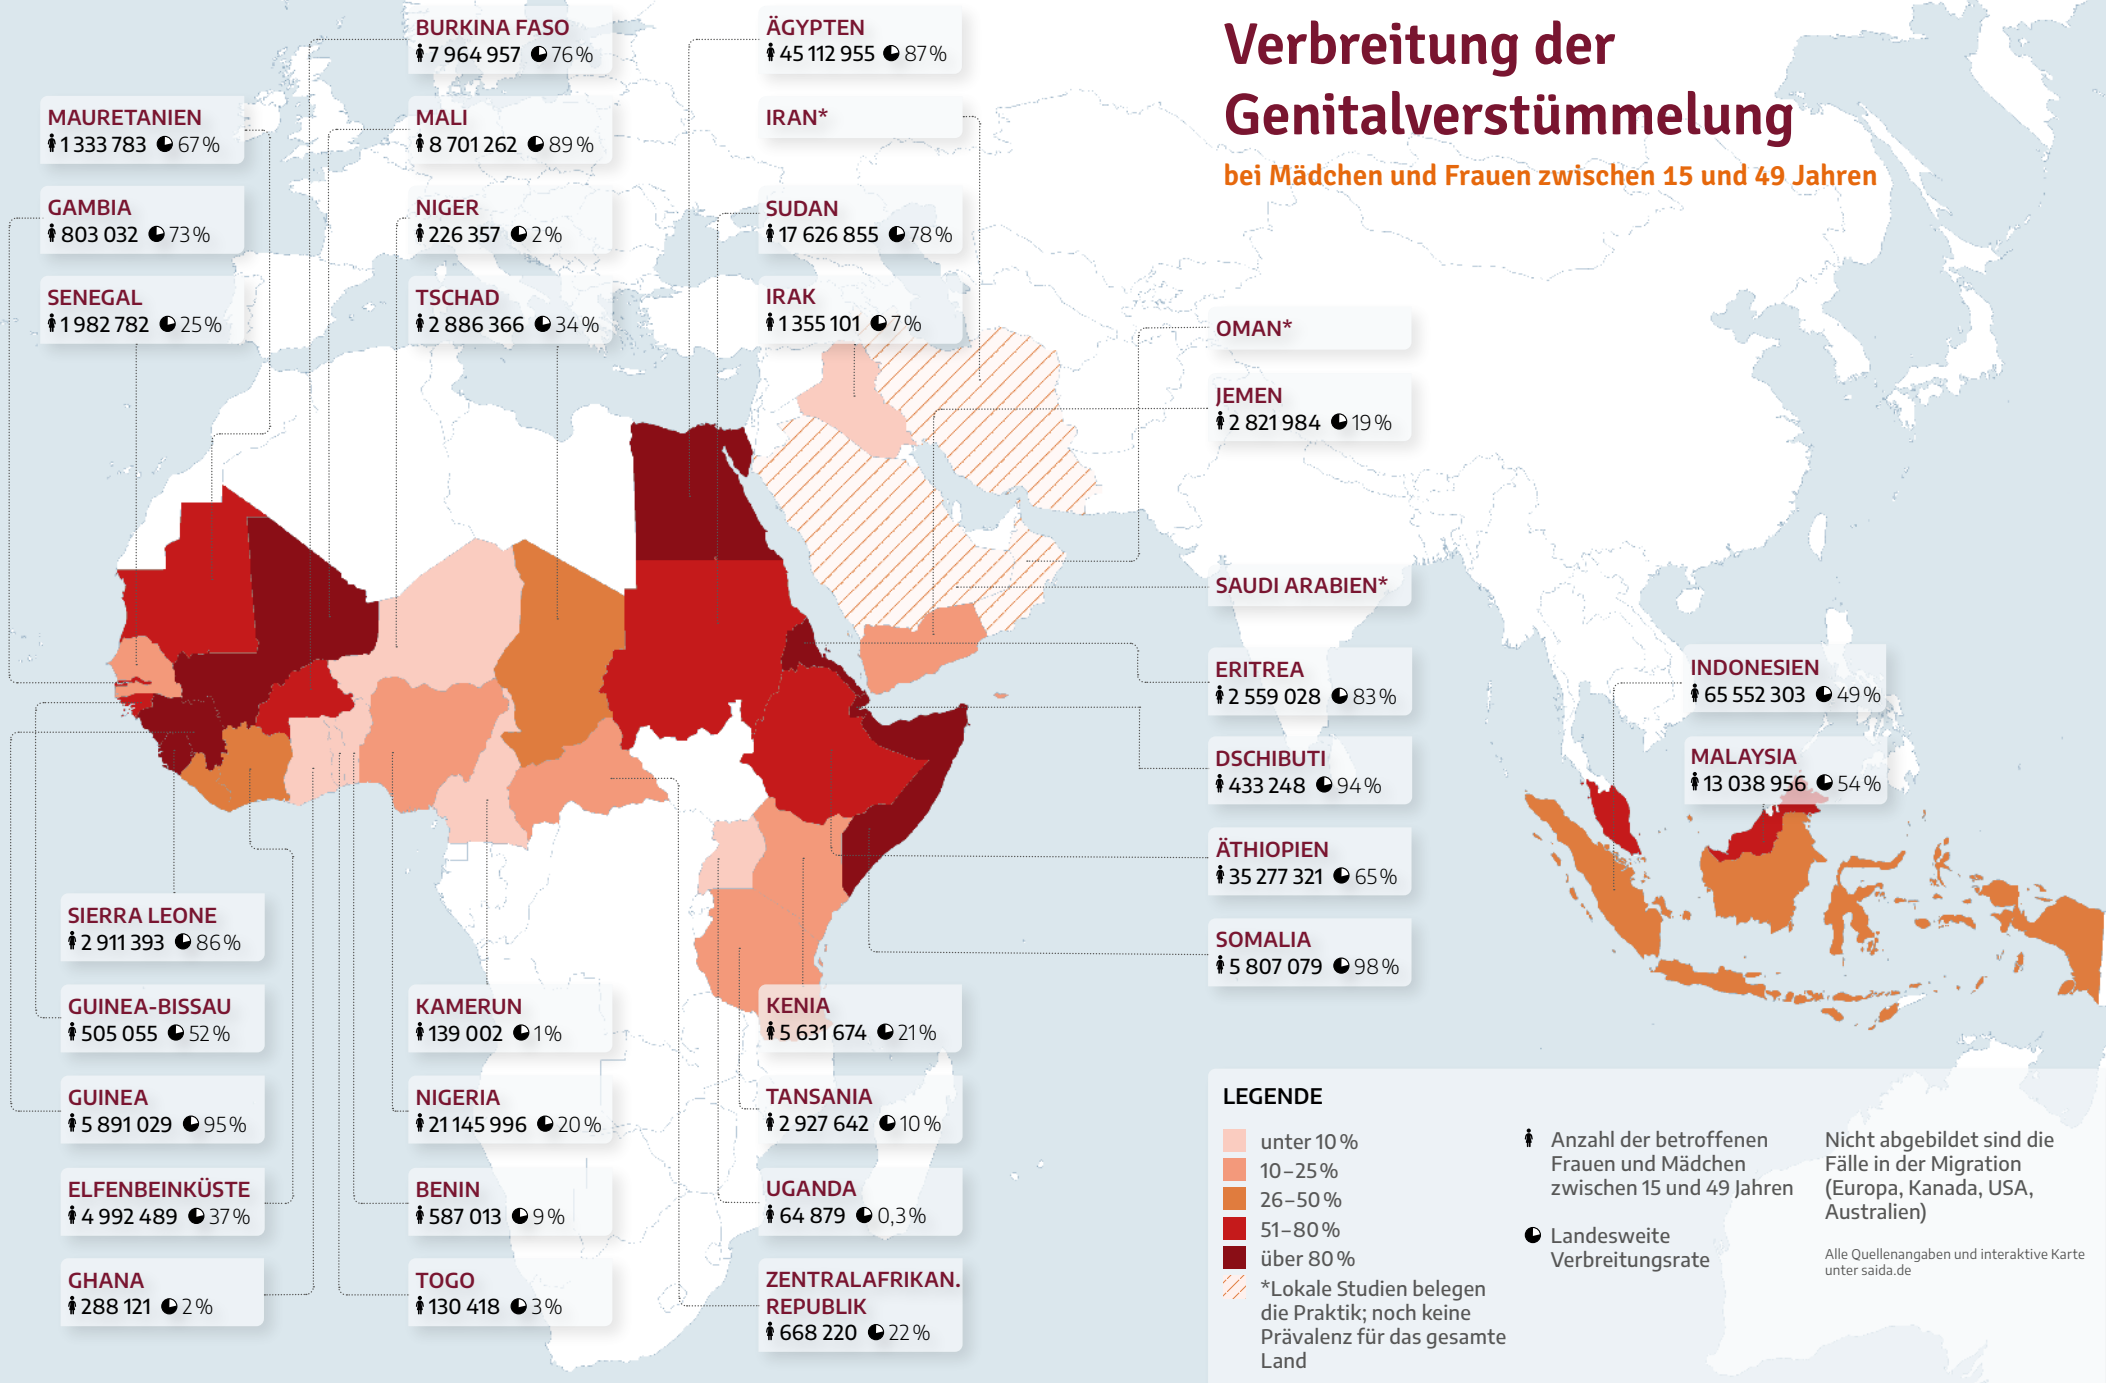 Verbreitung der
Genitalverstümmelung
bei Mädchen und Frauen zwischen 15 und 49 Jahren
MAURETANIEN
1 333 783 67 %
GAMBIA
803 032 73 %
SENEGAL
1 982 782 25 %
BURKINA FASO
7 964 957 76 %
MALI
8 701 262 89 %
NIGER
226 357 2 %
TSCHAD
2 886 366 34 %
ÄGYPTEN
45 112 955 87 %
IRAN*
SUDAN
17 626 855 78 %
IRAK
1 355 101 7 %
OMAN*
JEMEN
2 821 984 19 %
SAUDI ARABIEN*
ERITREA
2 559 028 83 %
DSCHIBUTI
433 248 94 %
ÄTHIOPIEN
35 277 321 65 %
SOMALIA
5 807 079 98 %
INDONESIEN
65 552 303 49 %
MALAYSIA
13 038 956 54 %
SIERRA LEONE
2 911 393 86 %
GUINEA-BISSAU
505 055 52 %
GUINEA
5 891 029 95 %
ELFENBEINKÜSTE
4 992 489 37 %
GHANA
288 121 2 %
KAMERUN
139 002 1 %
NIGERIA
21 145 996 20 %
BENIN
587 013 9 %
TOGO
130 418 3 %
KENIA
5 631 674 21 %
TANSANIA
2 927 642 10 %
UGANDA
64 879 0,3 %
ZENTRALAFRIKAN.
REPUBLIK
668 220 22 %
LEGENDE
unter 10 %
10–25 %
26–50 %
51–80 %
über 80 %
*Lokale Studien belegen
die Praktik; noch keine
Prävalenz für das gesamte
Land
Anzahl der betroffenen
Frauen und Mädchen
zwischen 15 und 49 Jahren
Landesweite
Verbreitungsrate
Nicht abgebildet sind die
Fälle in der Migration
(Europa, Kanada, USA,
Australien)
Alle Quellenangaben und interaktive Karte
unter saida.de